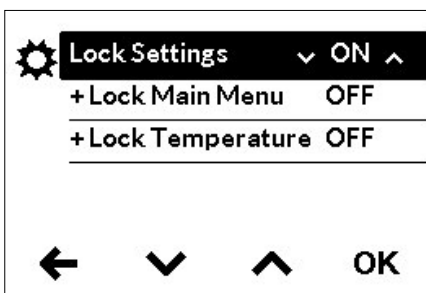 Lock Settings ON
+Lock Main Menu OFF
+Lock Temperature OFF
OK